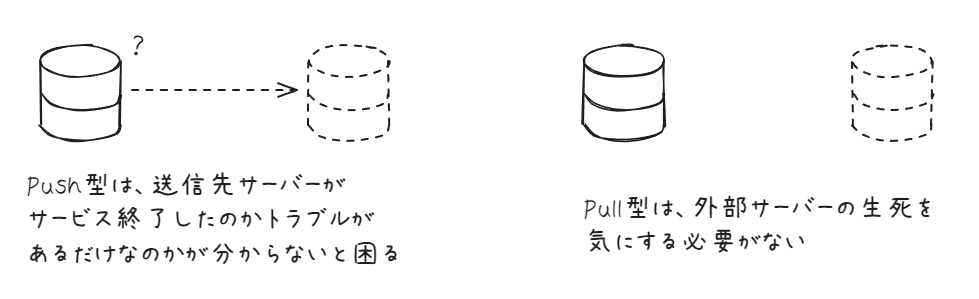 ?
Push型は、送信先サーバーが
サービス終了したのかトラブルが
あるだけなのかが分からないと困る
Pull型は、外部サーバーの生死を
気にする必要がない